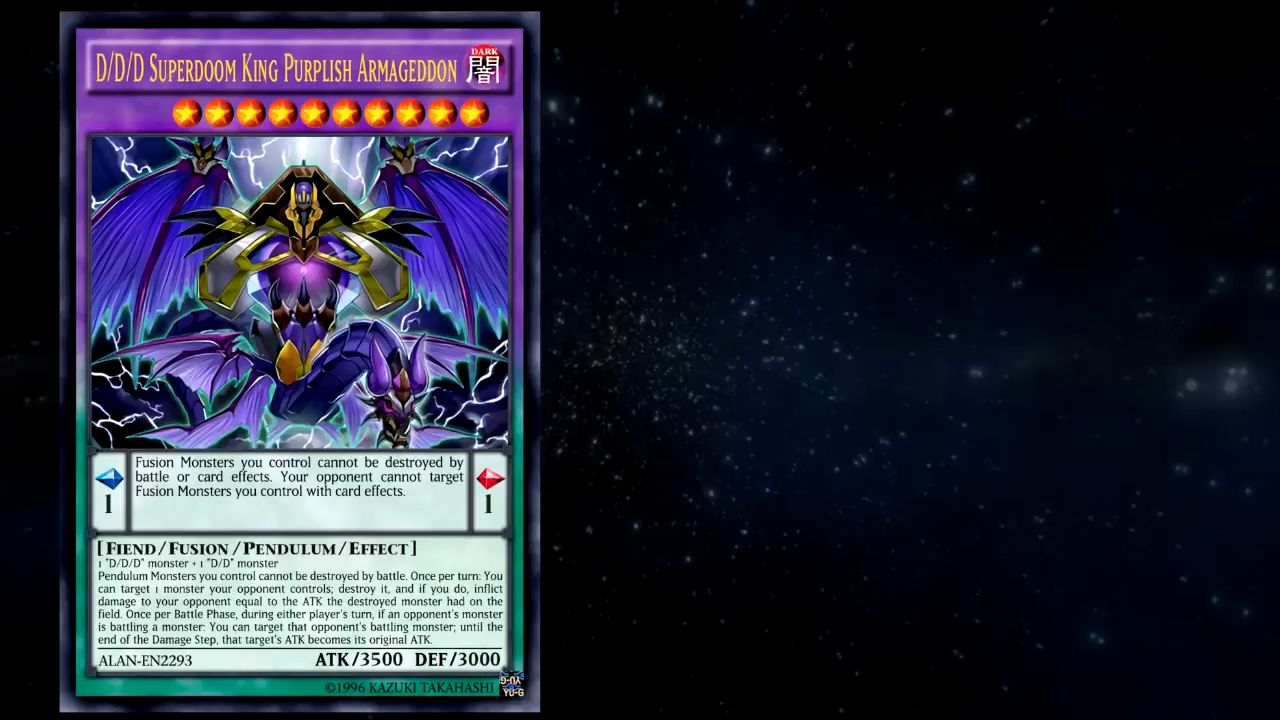 D/D/D SUPERDOOM KING PURPLISH ARMAGEDDON
DARK
闇
Fusion Monsters you control cannot be destroyed by
battle or card effects. Your opponent cannot target
Fusion Monsters you control with card effects.
1
1
[FIEND/FUSION/PENDULUM/EFFECT]
1 "D/D/D" monster + 1 "D/D" monster
Pendulum Monsters you control cannot be destroyed by battle. Once per turn: You
can target 1 monster your opponent controls; destroy it, and if you do, inflict
damage to your opponent equal to the ATK the destroyed monster had on the
field. Once per Battle Phase, during either player's turn, if an opponent's monster
is battling a monster: You can target that opponent's battling monster; until the
end of the Damage Step, that target's ATK becomes its original ATK.
ALAN-EN2293
ATK/3500 DEF/3000
©1996 KAZUKI TAKAHASHI